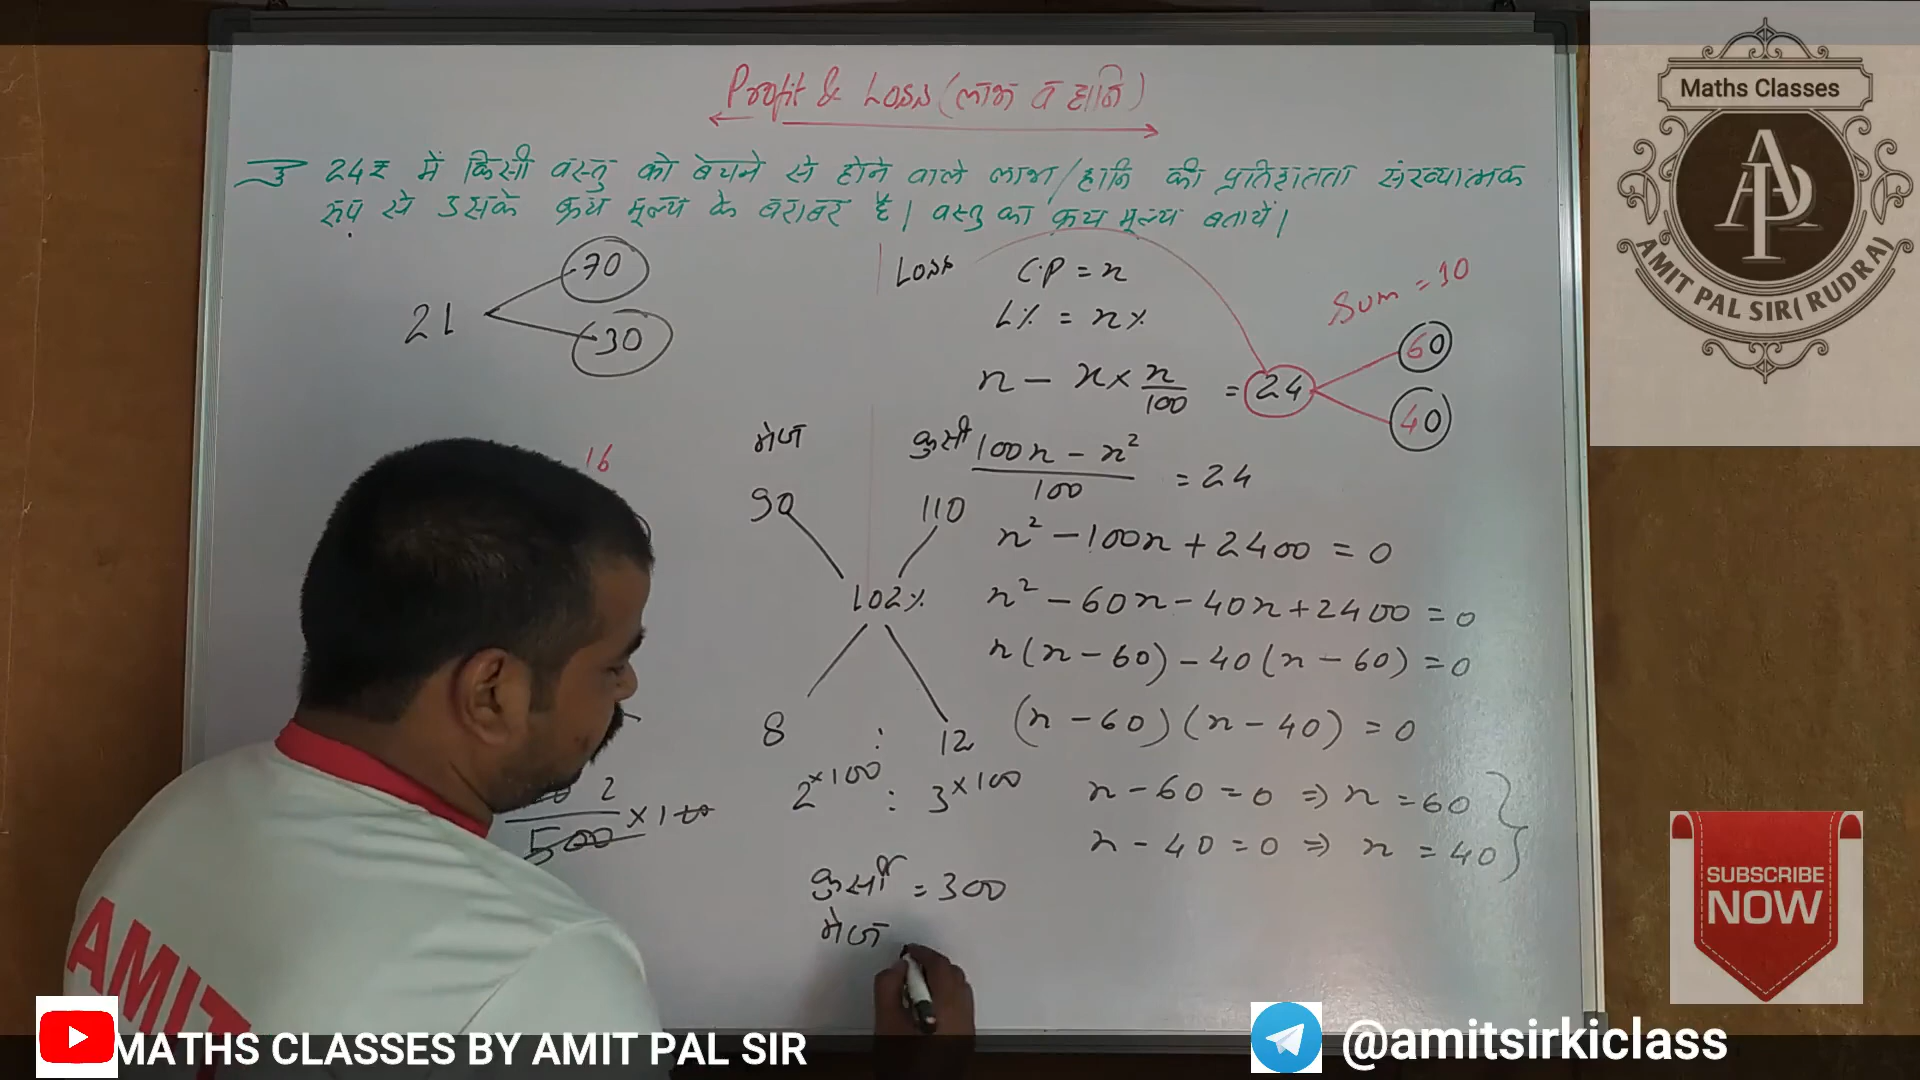 Profit & Loss (लाभ व हानि)
3 24₹ में किसी वस्तु को बेचने से होने वाले लाभ/हानि की प्रतिशतता संख्यात्मक
रुप से उसके क्रय मूल्य के बराबर है। वस्तु का क्रय मूल्य बतायें।
21
70
30
16
2
500 × 100
मेज
कुर्सी
90
110
102%
8 : 12
2×100 : 3×100
कुर्सी = 300
मेज
Loss C.P = x
L% = x%
x - x × x/100 = 24
Sum = 10
60
40
100x - x²/100 = 24
x² - 100x + 2400 = 0
x² - 60x - 40x + 2400 = 0
x(x - 60) - 40(x - 60) = 0
(x - 60)(x - 40) = 0
x - 60 = 0 ⇒ x = 60
x - 40 = 0 ⇒ x = 40
Maths Classes
AP
AMIT PAL SIR(RUDRA)
SUBSCRIBE
NOW
AMIT
MATHS CLASSES BY AMIT PAL SIR
@amitsirkiclass